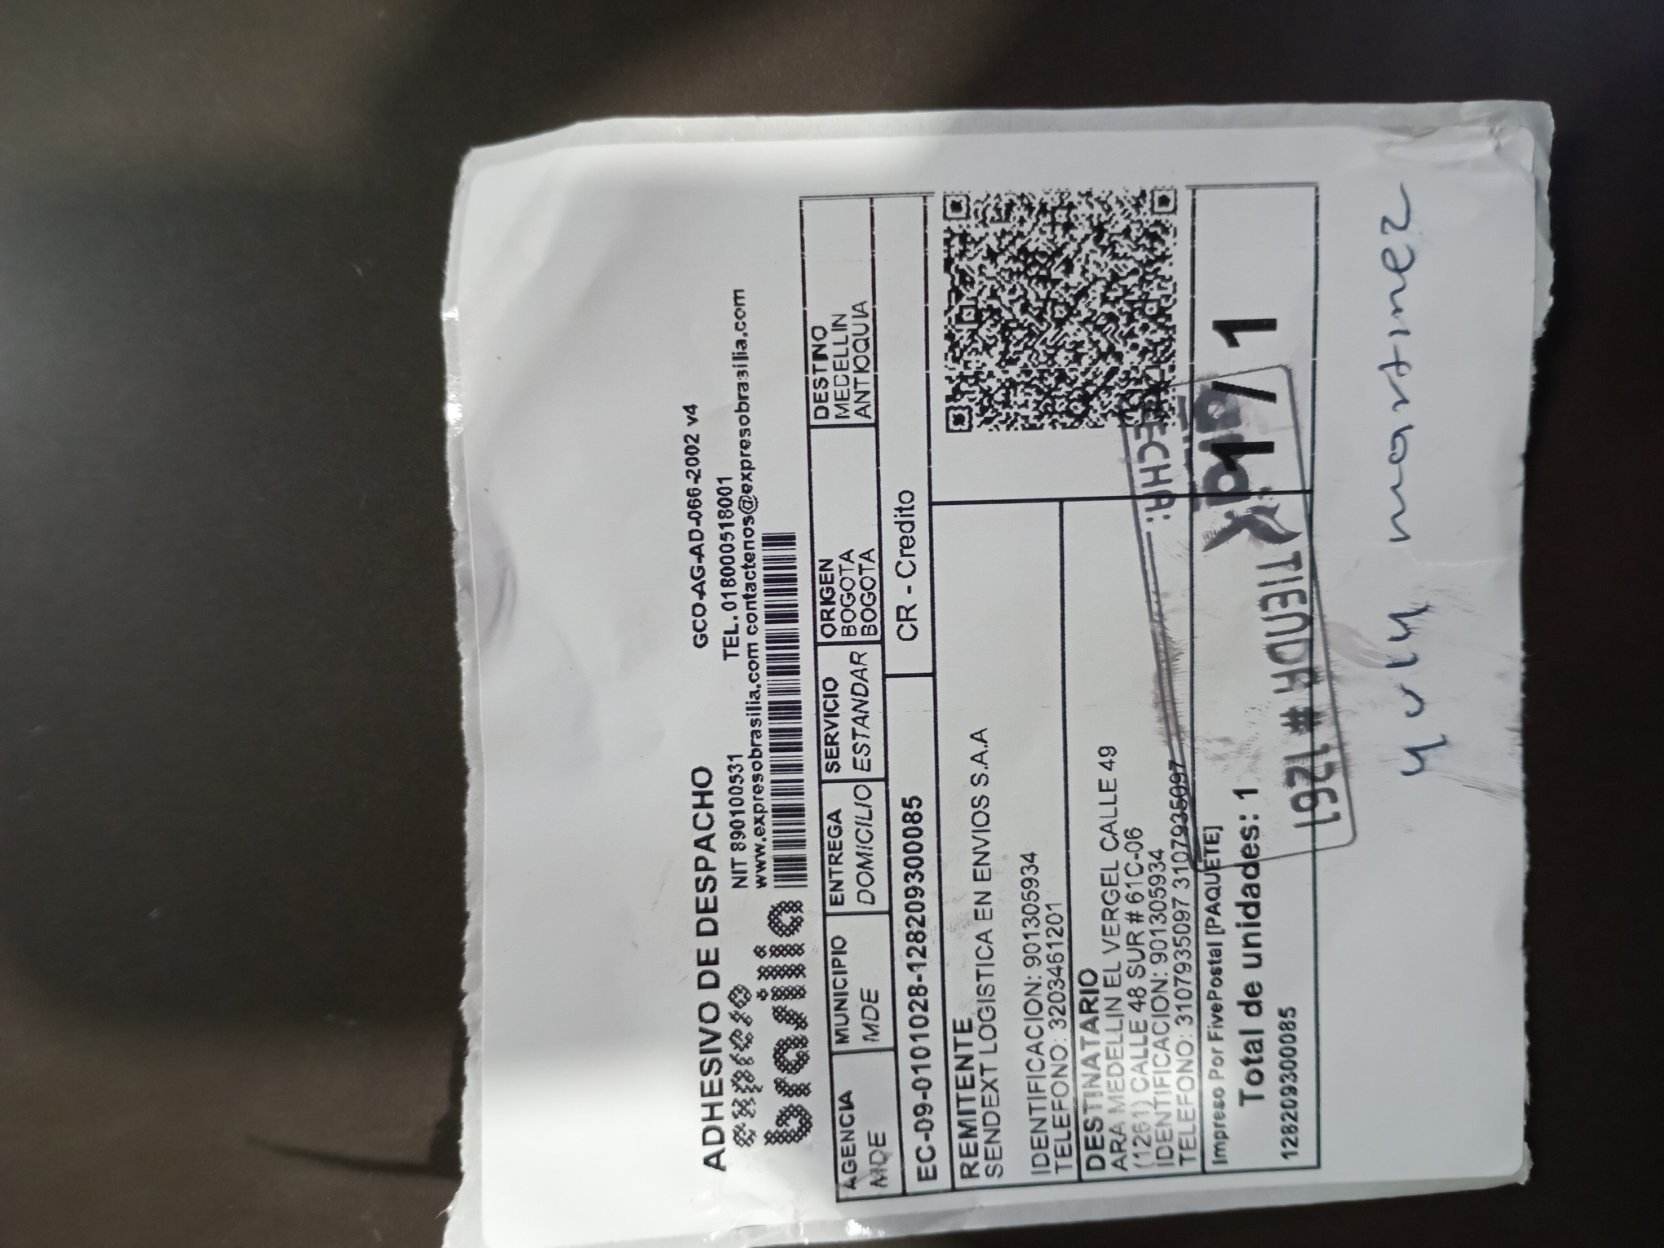 ADHESIVO DE DESPACHO
GCO-AG-AD-066-2002 v4
expreso
brasilia
NIT 890100531
TEL. 01800051 8001
www.expresobrasilia.com contactenos@expresobrasilia.com
AGENCIA MUNICIPIO ENTREGA SERVICIO ORIGEN DESTINO
MDE MDE DOMICILIO ESTANDAR BOGOTA MEDELLIN
BOGOTA ANTIOQUIA
EC-09-0101028-128209300085 CR - Credito
REMITENTE
SENDEXT LOGISTICA EN ENVIOS S.A.A
IDENTIFICACION: 901305934
TELEFONO: 3203461201
DESTINATARIO
ARA MEDELLIN EL VERGEL CALLE 49
(1261) CALLE 48 SUR # 61C-06
IDENTIFICACION: 901305934
TELEFONO: 3107935097 3107935097
Impreso Por FivePostal [PAQUETE]
Total de unidades: 1
1/1
128209300085
FECHA:
ara
TIENDA # 1261
yuly martinez